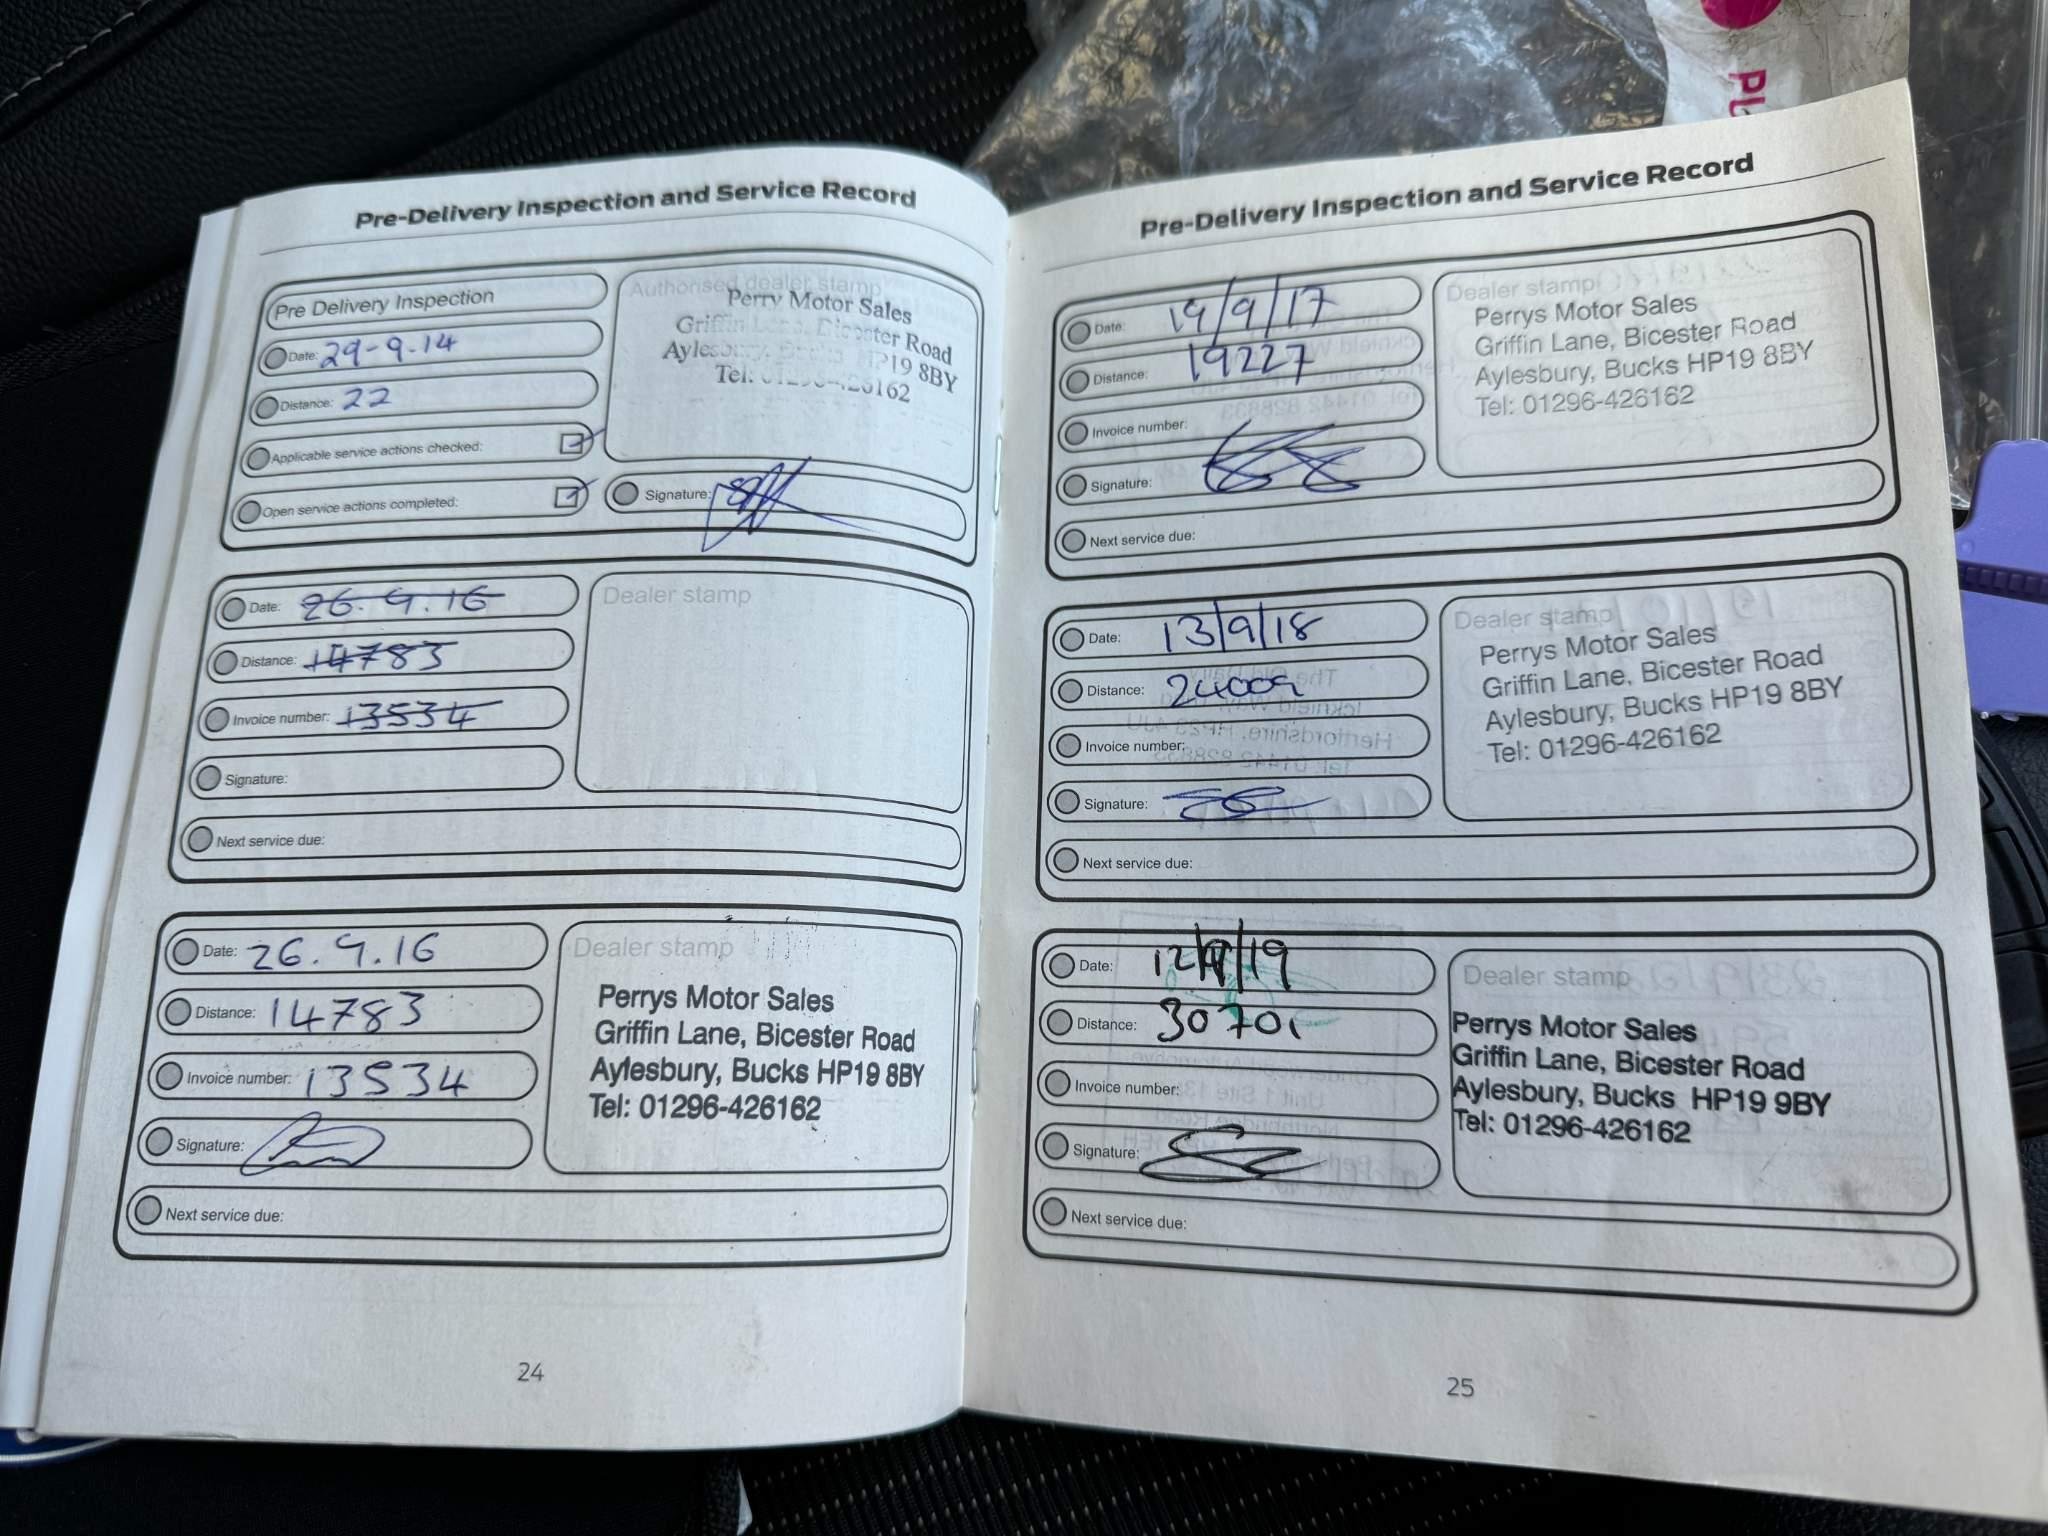 PL
Pre-Delivery Inspection and Service Record
Pre Delivery Inspection
Date: 29-9.14
Distance: 22
Applicable service actions checked:
Open service actions completed:
Authorised dealer stamp
Perry Motor Sales
Griffin Lane, Bicester Road
Aylesbury, Bucks HP19 8BY
Tel: 01296-426162
Signature:
Date: 26.9.16
Distance: 14783
Invoice number: 13534
Signature:
Dealer stamp
Next service due:
Date: 26.9.16
Distance: 14783
Invoice number: 13534
Signature:
Dealer stamp
Perrys Motor Sales
Griffin Lane, Bicester Road
Aylesbury, Bucks HP19 8BY
Tel: 01296-426162
Next service due:
24
Pre-Delivery Inspection and Service Record
Date: 19/9/17
Distance: 19227
Invoice number:
Signature:
Dealer stamp
Perrys Motor Sales
Griffin Lane, Bicester Road
Aylesbury, Bucks HP19 8BY
Tel: 01296-426162
Next service due:
Date: 13/9/18
Distance: 24009
Invoice number:
Signature:
Dealer stamp
Perrys Motor Sales
Griffin Lane, Bicester Road
Aylesbury, Bucks HP19 8BY
Tel: 01296-426162
Next service due:
Date: 12/9/19
Distance: 30701
Invoice number:
Signature:
Dealer stamp
Perrys Motor Sales
Griffin Lane, Bicester Road
Aylesbury, Bucks HP19 9BY
Tel: 01296-426162
Next service due:
25